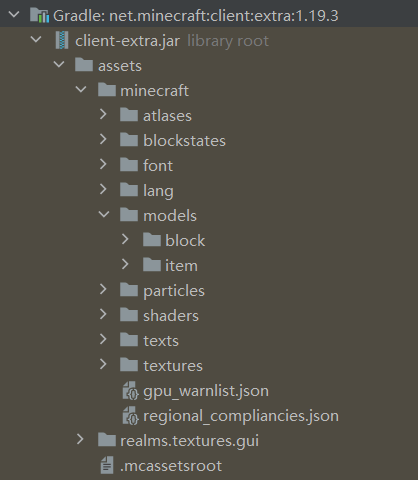 Gradle: net.minecraft:client:extra:1.19.3
client-extra.jar library root
assets
minecraft
atlases
blockstates
font
lang
models
block
item
particles
shaders
texts
textures
gpu_warnlist.json
regional_compliancies.json
realms.textures.gui
.mcassetsroot